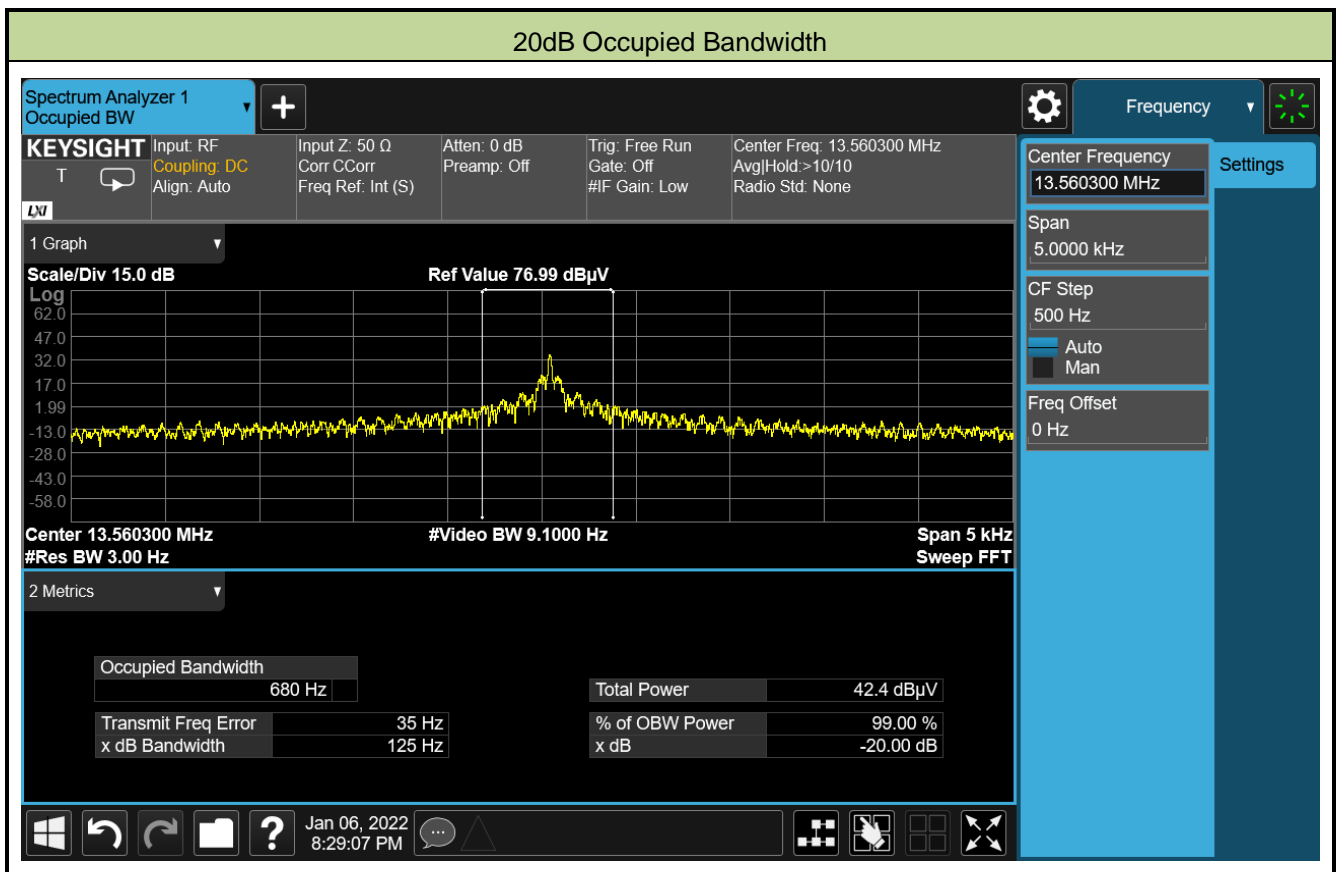 20dB Occupied Bandwidth
Spectrum Analyzer 1
Occupied BW
Frequency
KEYSIGHT
T
LXI
Input: RF
Coupling: DC
Align: Auto
Input Z: 50 Ω
Corr CCorr
Freq Ref: Int (S)
Atten: 0 dB
Preamp: Off
Trig: Free Run
Gate: Off
#IF Gain: Low
Center Freq: 13.560300 MHz
Avg|Hold:>10/10
Radio Std: None
Center Frequency
13.560300 MHz
Settings
Span
5.0000 kHz
CF Step
500 Hz
Auto
Man
Freq Offset
0 Hz
1 Graph
Scale/Div 15.0 dB
Ref Value 76.99 dBµV
Log
62.0
47.0
32.0
17.0
1.99
-13.0
-28.0
-43.0
-58.0
Center 13.560300 MHz
#Video BW 9.1000 Hz
Span 5 kHz
#Res BW 3.00 Hz
Sweep FFT
2 Metrics
Occupied Bandwidth
680 Hz
Total Power 42.4 dBµV
Transmit Freq Error 35 Hz
% of OBW Power 99.00 %
x dB Bandwidth 125 Hz
x dB -20.00 dB
?
Jan 06, 2022
8:29:07 PM